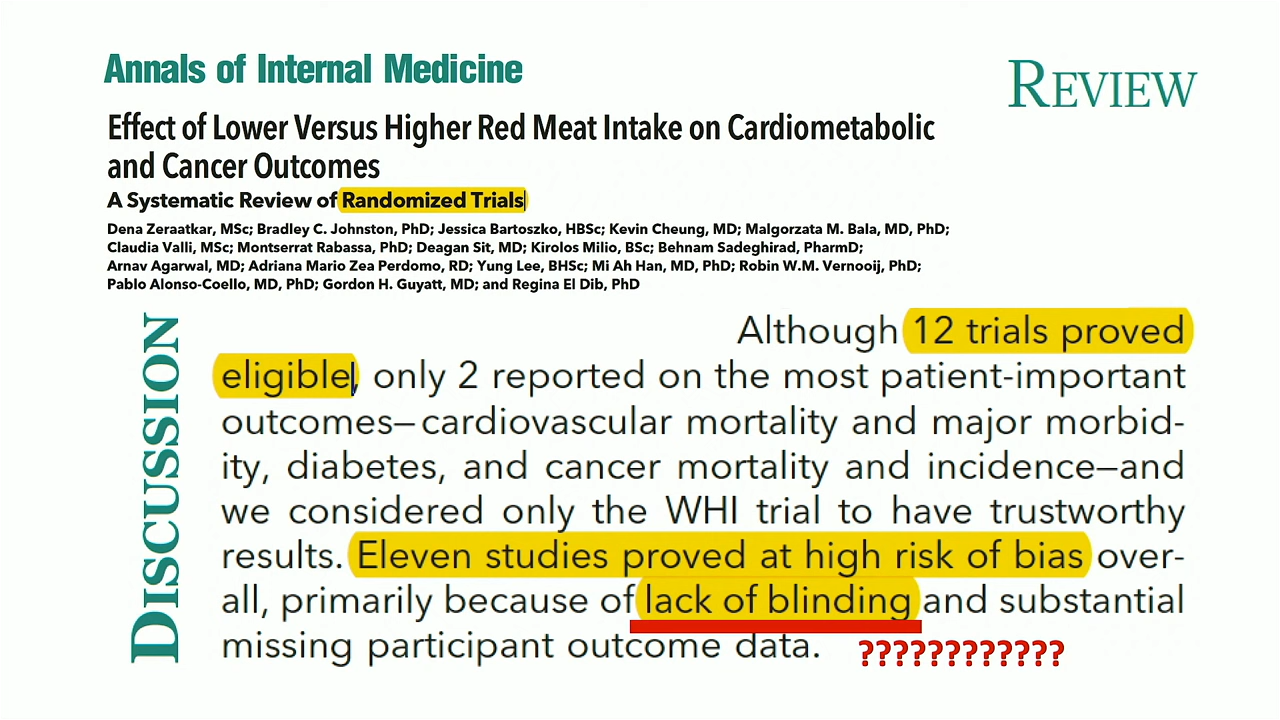 Annals of Internal Medicine
REVIEW
Effect of Lower Versus Higher Red Meat Intake on Cardiometabolic
and Cancer Outcomes
A Systematic Review of Randomized Trials
Dena Zeraatkar, MSc; Bradley C. Johnston, PhD; Jessica Bartoszko, HBSc; Kevin Cheung, MD; Malgorzata M. Bala, MD, PhD;
Claudia Valli, MSc; Montserrat Rabassa, PhD; Deagan Sit, MD; Kirolos Milio, BSc; Behnam Sadeghirad, PharmD;
Arnav Agarwal, MD; Adriana Mario Zea Perdomo, RD; Yung Lee, BHSc; Mi Ah Han, MD, PhD; Robin W.M. Vernooij, PhD;
Pablo Alonso-Coello, MD, PhD; Gordon H. Guyatt, MD; and Regina El Dib, PhD
DISCUSSION
Although 12 trials proved
eligible, only 2 reported on the most patient-important
outcomes—cardiovascular mortality and major morbid-
ity, diabetes, and cancer mortality and incidence—and
we considered only the WHI trial to have trustworthy
results. Eleven studies proved at high risk of bias over-
all, primarily because of lack of blinding and substantial
missing participant outcome data.
????????????